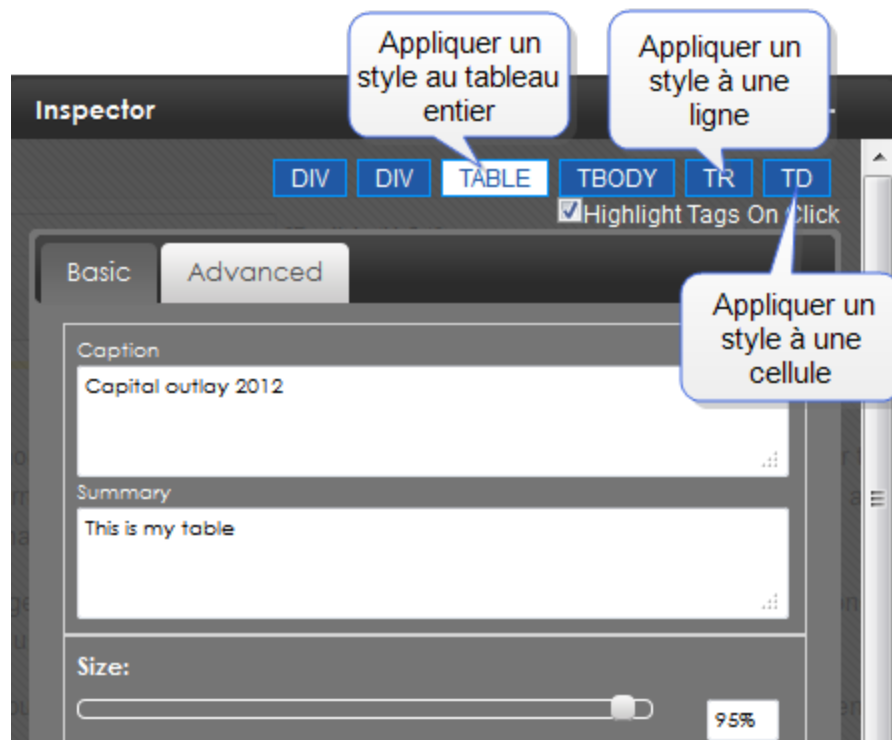 Appliquer un
style au tableau
entier
Appliquer un
style à une
ligne
Inspector
DIV DIV TABLE TBODY TR TD
Highlight Tags On Click
Basic Advanced
Appliquer un
style à une
cellule
Caption
Capital outlay 2012
Summary
This is my table
Size:
95%